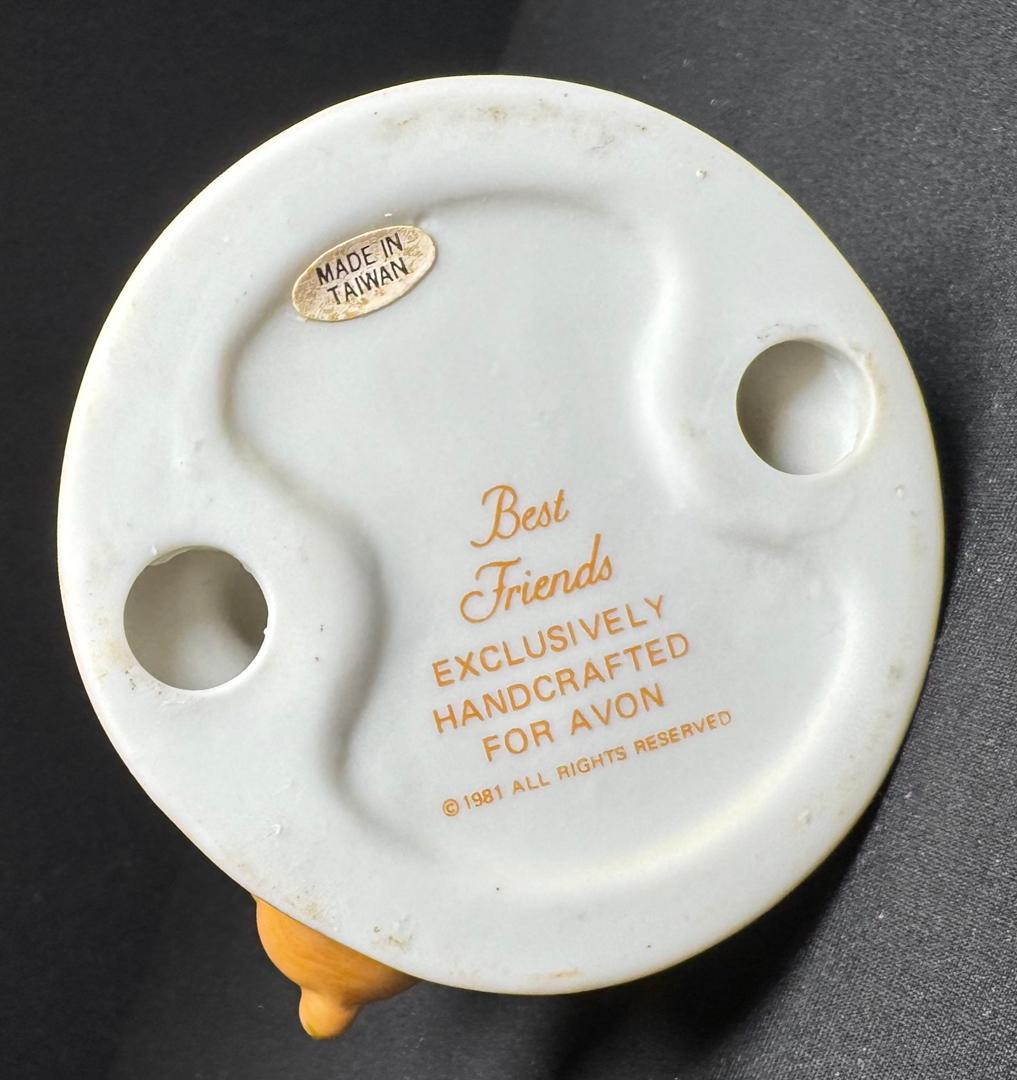 MADE IN
TAIWAN
Best
Friends
EXCLUSIVELY
HANDCRAFTED
FOR AVON
© 1981 ALL RIGHTS RESERVED